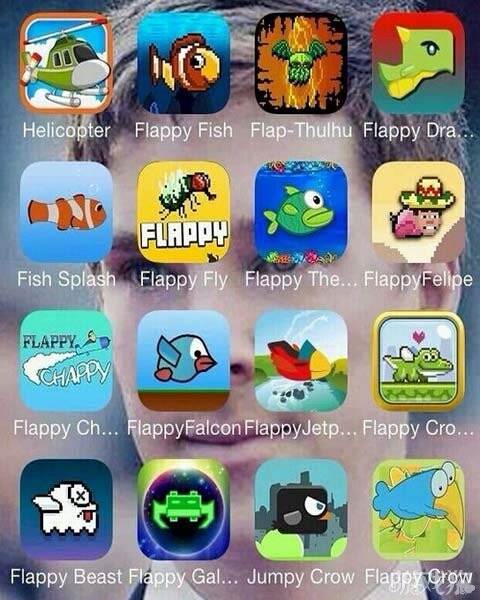 Helicopter
Flappy Fish
Flap-Thulhu
Flappy Dra...
FLAPPY
Fish Splash
Flappy Fly
Flappy The...
FlappyFelipe
FLAPPY
CHAPPY
Flappy Ch...
FlappyFalcon
FlappyJetp...
Flappy Cro...
Flappy Beast
Flappy Gal...
Jumpy Crow
Flappy Crow